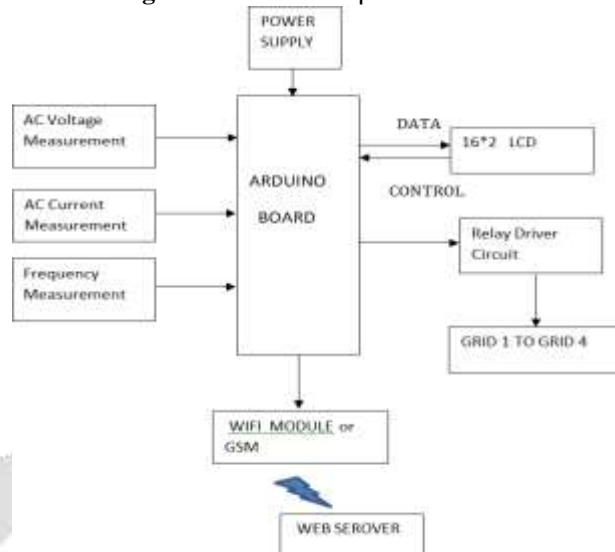 POWER
SUPPLY
AC Voltage
Measurement
AC Current
Measurement
Frequency
Measurement
ARDUINO
BOARD
DATA
16*2 LCD
CONTROL
Relay Driver
Circuit
GRID 1 TO GRID 4
WIFI MODULE or
GSM
WEB SEROVER